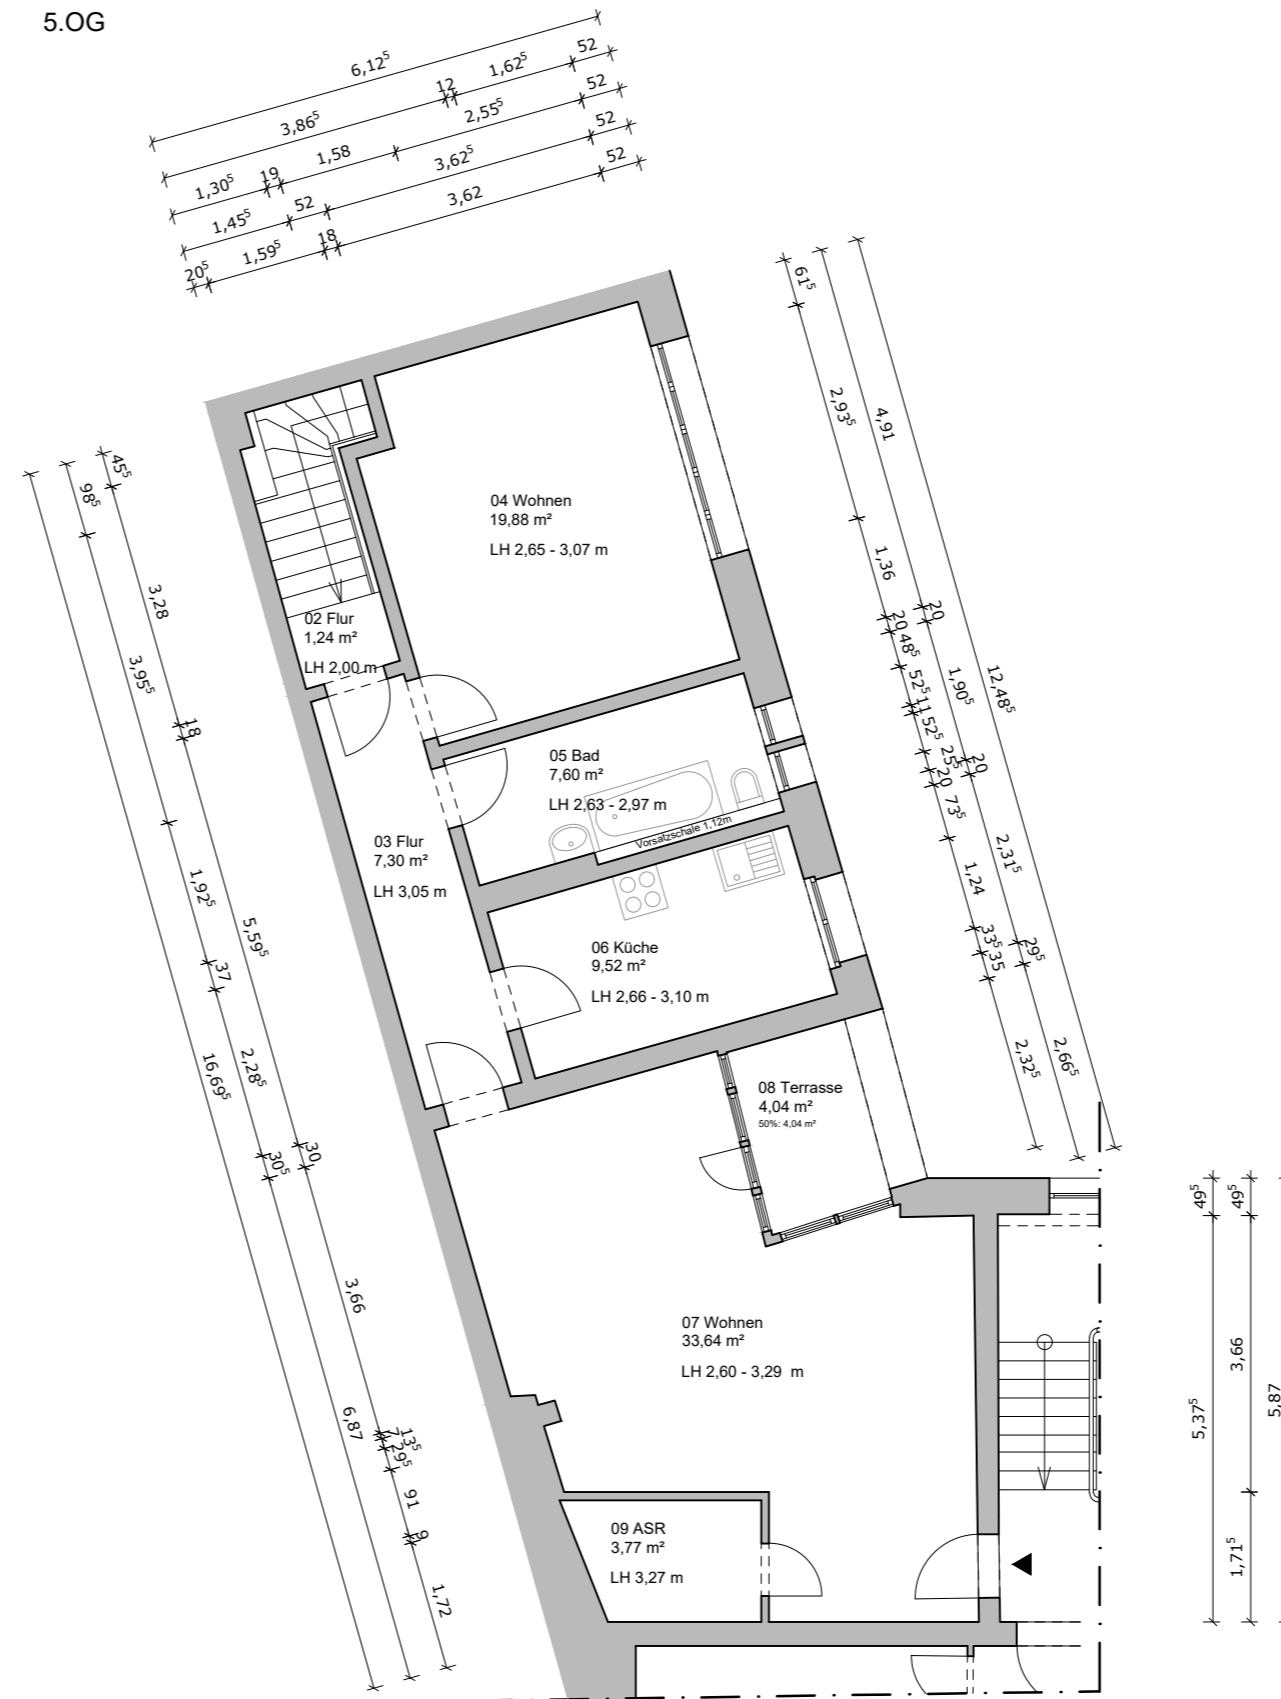 5.OG
6,12⁵
3,86⁵
12
1,62⁵
52
1,30⁵
19
1,58
2,55⁵
52
1,45⁵
52
3,62⁵
52
20⁵
1,59⁵
18
3,62
52
61⁵
2,93⁵
1,36
20
48⁵
52⁵
11
52⁵
25⁵
20
73⁵
1,24
33⁵
35
2,32⁵
4,91
20
1,90⁵
20
2,31⁵
29⁵
2,66⁵
12,48⁵
45⁵
3,28
18
5,59⁵
30
3,66
13⁵
7
29⁵
91
9
1,72
98⁵
3,95⁵
1,92⁵
37
2,28⁵
30⁵
6,87
16,69⁵
04 Wohnen
19,88 m²
LH 2,65 - 3,07 m
02 Flur
1,24 m²
LH 2,00 m
05 Bad
7,60 m²
LH 2,63 - 2,97 m
Vorsatzschale 1,12m
03 Flur
7,30 m²
LH 3,05 m
06 Küche
9,52 m²
LH 2,66 - 3,10 m
08 Terrasse
4,04 m²
50%: 4,04 m²
07 Wohnen
33,64 m²
LH 2,60 - 3,29 m
09 ASR
3,77 m²
LH 3,27 m
49⁵
5,37⁵
49⁵
3,66
1,71⁵
5,87